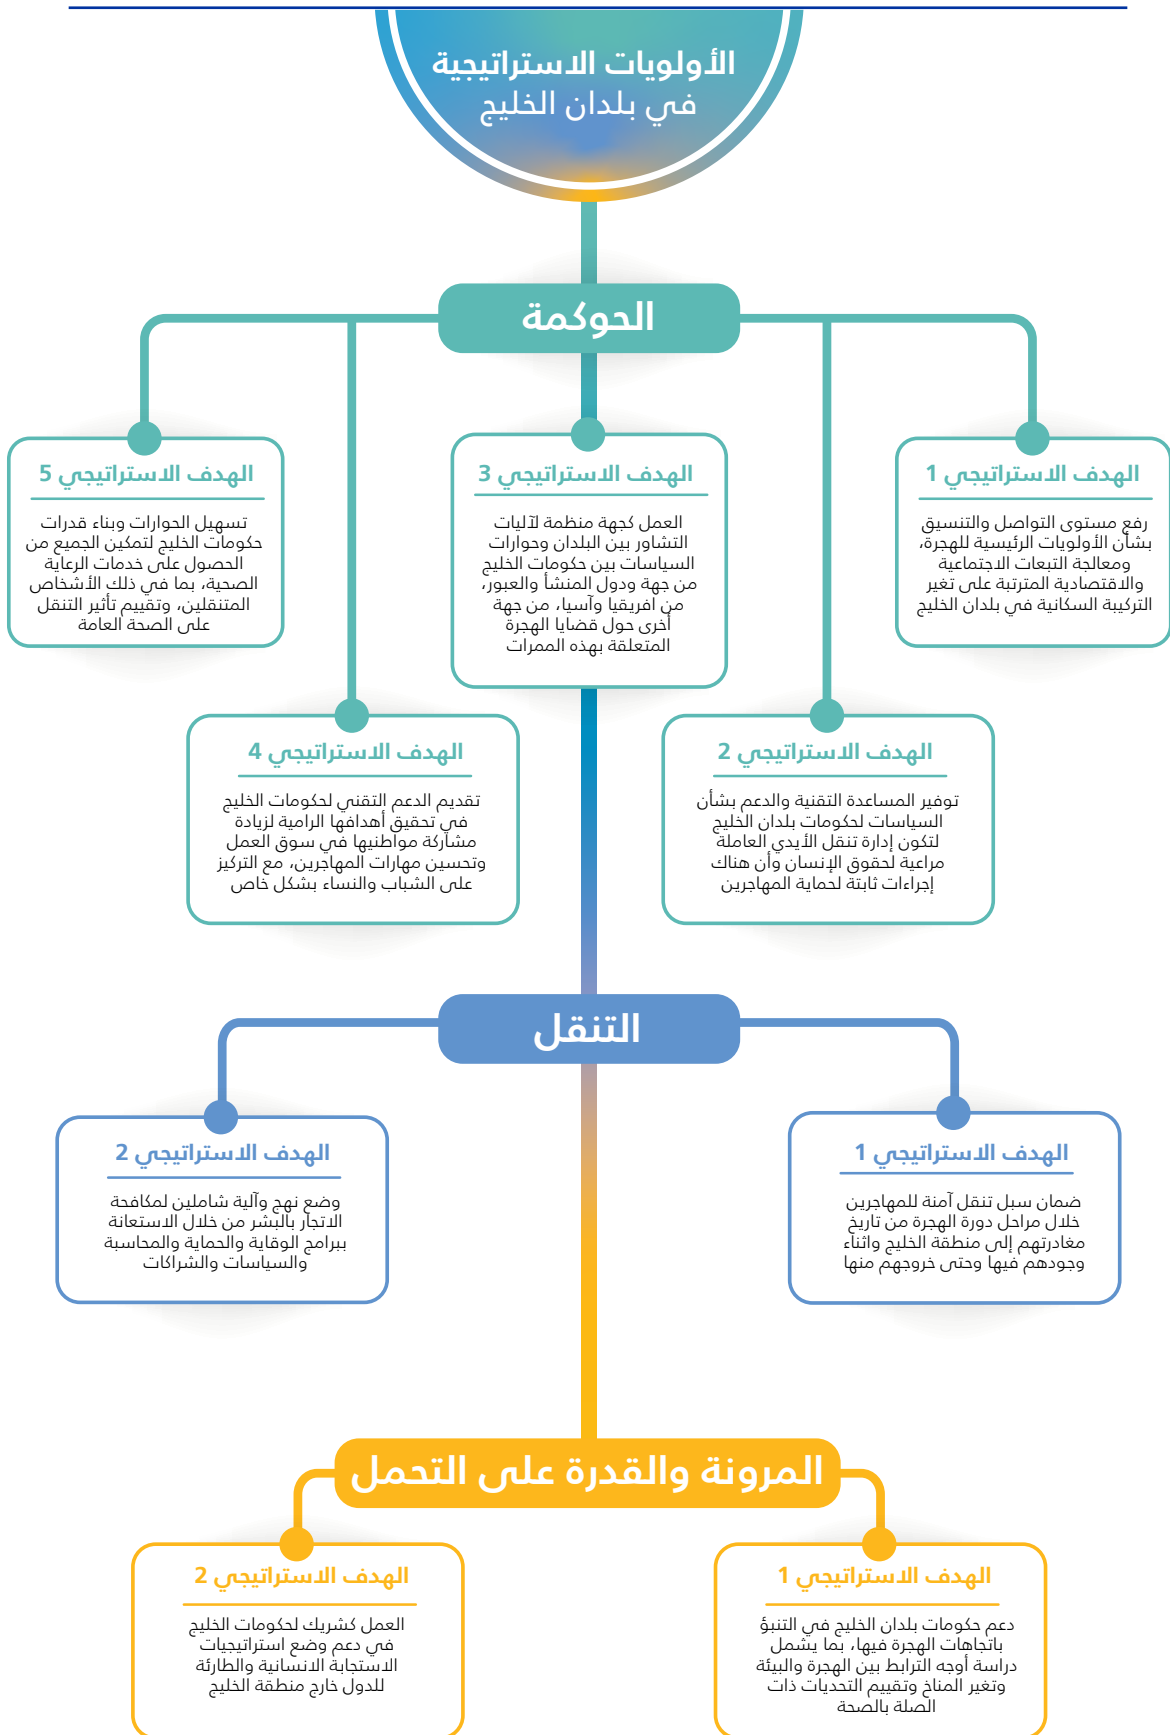 الأولويات الاستراتيجية
في بلدان الخليج
الحوكمة
الهدف الاستراتيجي 1
رفع مستوى التواصل والتنسيق
بشأن الأولويات الرئيسية للهجرة،
ومعالجة التبعات الاجتماعية
والاقتصادية المترتبة على تغير
التركيبة السكانية في بلدان الخليج
الهدف الاستراتيجي 2
توفير المساعدة التقنية والدعم بشأن
السياسات لحكومات بلدان الخليج
لتكون إدارة تنقل الأيدي العاملة
مراعية لحقوق الإنسان وأن هناك
إجراءات ثابتة لحماية المهاجرين
الهدف الاستراتيجي 3
العمل كجهة منظمة لآليات
التشاور بين البلدان وحوارات
السياسات بين حكومات الخليج
من جهة ودول المنشأ والعبور،
من افريقيا وآسيا، من جهة
أخرى حول قضايا الهجرة
المتعلقة بهذه الممرات
الهدف الاستراتيجي 4
تقديم الدعم التقني لحكومات الخليج
في تحقيق أهدافها الرامية لزيادة
مشاركة مواطنيها في سوق العمل
وتحسين مهارات المهاجرين، مع التركيز
على الشباب والنساء بشكل خاص
الهدف الاستراتيجي 5
تسهيل الحوارات وبناء قدرات
حكومات الخليج لتمكين الجميع من
الحصول على خدمات الرعاية
الصحية، بما في ذلك الأشخاص
المتنقلين، وتقييم تأثير التنقل
على الصحة العامة
التنقل
الهدف الاستراتيجي 1
ضمان سبل تنقل آمنة للمهاجرين
خلال مراحل دورة الهجرة من تاريخ
مغادرتهم إلى منطقة الخليج واثناء
وجودهم فيها وحتى خروجهم منها
الهدف الاستراتيجي 2
وضع نهج وآلية شاملين لمكافحة
الاتجار بالبشر من خلال الاستعانة
ببرامج الوقاية والحماية والمحاسبة
والسياسات والشراكات
المرونة والقدرة على التحمل
الهدف الاستراتيجي 1
دعم حكومات بلدان الخليج في التنبؤ
باتجاهات الهجرة فيها، بما يشمل
دراسة أوجه الترابط بين الهجرة والبيئة
وتغير المناخ وتقييم التحديات ذات
الصلة بالصحة
الهدف الاستراتيجي 2
العمل كشريك لحكومات الخليج
في دعم وضع استراتيجيات
الاستجابة الانسانية والطارئة
للدول خارج منطقة الخليج